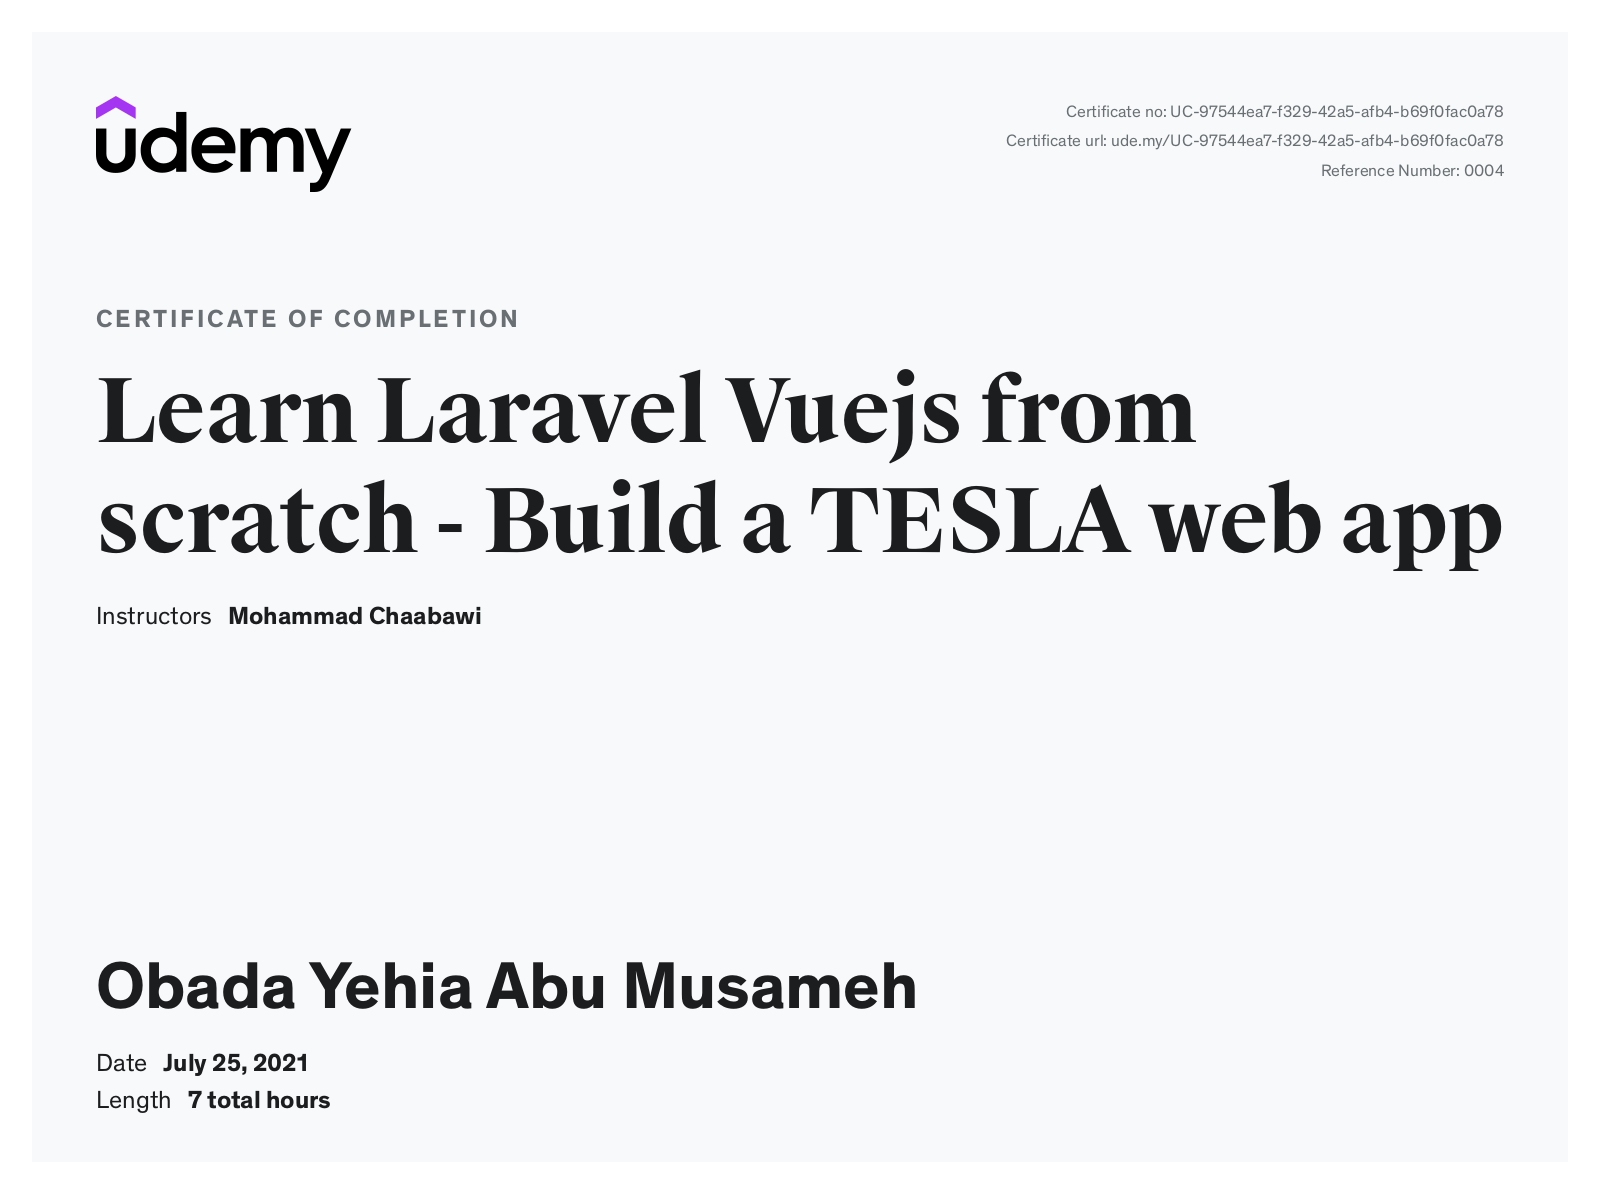 udemy
Certificate no: UC-97544ea7-f329-42a5-afb4-b69f0fac0a78
Certificate url: ude.my/UC-97544ea7-f329-42a5-afb4-b69f0fac0a78
Reference Number: 0004
CERTIFICATE OF COMPLETION
Learn Laravel Vuejs from
scratch - Build a TESLA web app
Instructors Mohammad Chaabawi
Obada Yehia Abu Musameh
Date July 25, 2021
Length 7 total hours